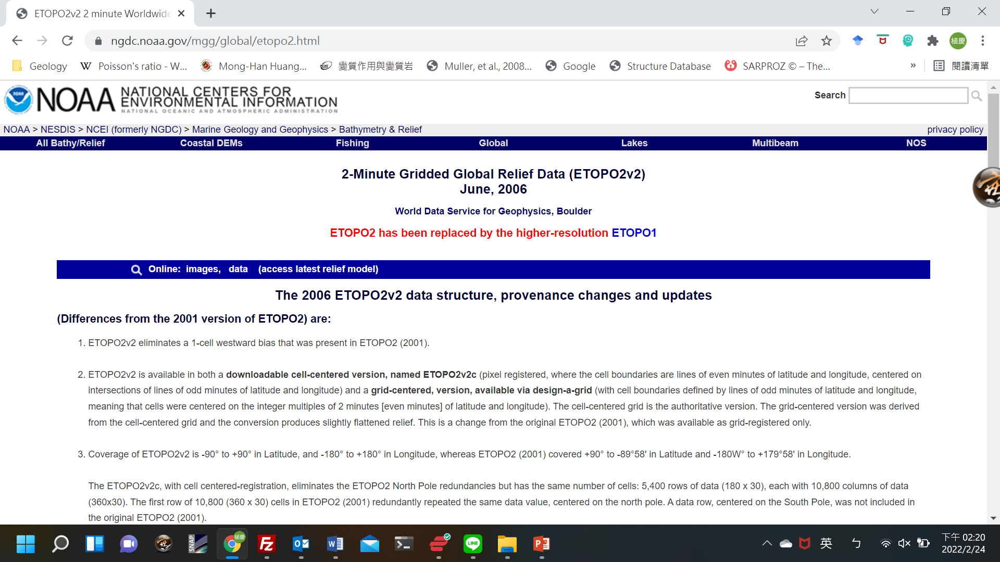 ETOPO2v2 2 minute Worldwide
ngdc.noaa.gov/mgg/global/etopo2.html
植慶
Geology
W Poisson's ratio - W...
Mong-Han Huang...
變質作用與變質岩
Muller, et al., 2008...
Google
Structure Database
SARPROZ © – The...
»
閱讀清單
NOAA NATIONAL CENTERS FOR
ENVIRONMENTAL INFORMATION
NATIONAL OCEANIC AND ATMOSPHERIC ADMINISTRATION
Search
NOAA > NESDIS > NCEI (formerly NGDC) > Marine Geology and Geophysics > Bathymetry & Relief
privacy policy
All Bathy/Relief Coastal DEMs Fishing Global Lakes Multibeam NOS
2-Minute Gridded Global Relief Data (ETOPO2v2)
June, 2006
World Data Service for Geophysics, Boulder
ETOPO2 has been replaced by the higher-resolution ETOPO1
Online: images, data (access latest relief model)
The 2006 ETOPO2v2 data structure, provenance changes and updates
(Differences from the 2001 version of ETOPO2) are:
1. ETOPO2v2 eliminates a 1-cell westward bias that was present in ETOPO2 (2001).
2. ETOPO2v2 is available in both a downloadable cell-centered version, named ETOPO2v2c (pixel registered, where the cell boundaries are lines of even minutes of latitude and longitude, centered on
intersections of lines of odd minutes of latitude and longitude) and a grid-centered, version, available via design-a-grid (with cell boundaries defined by lines of odd minutes of latitude and longitude,
meaning that cells were centered on the integer multiples of 2 minutes [even minutes] of latitude and longitude). The cell-centered grid is the authoritative version. The grid-centered version was derived
from the cell-centered grid and the conversion produces slightly flattened relief. This is a change from the original ETOPO2 (2001), which was available as grid-registered only.
3. Coverage of ETOPO2v2 is -90° to +90° in Latitude, and -180° to +180° in Longitude, whereas ETOPO2 (2001) covered +90° to -89°58' in Latitude and -180W° to +179°58' in Longitude.
The ETOPO2v2c, with cell centered-registration, eliminates the ETOPO2 North Pole redundancies but has the same number of cells: 5,400 rows of data (180 x 30), each with 10,800 columns of data
(360x30). The first row of 10,800 (360 x 30) cells in ETOPO2 (2001) redundantly repeated the same data value, centered on the north pole. A data row, centered on the South Pole, was not included in
the original ETOPO2 (2001).
SNAP
Fz
O
W
LINE
P
英
ㄅ
下午 02:20
2022/2/24